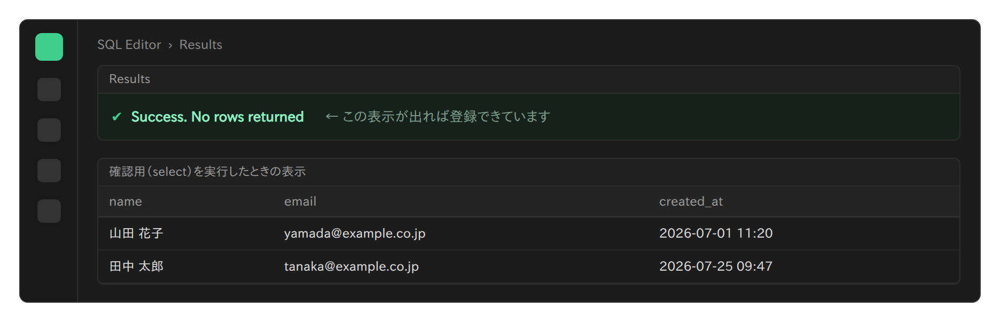 SQL Editor › Results
Results
✔ Success. No rows returned ← この表示が出れば登録できています
確認用（select）を実行したときの表示
name email created_at
山田 花子 yamada@example.co.jp 2026-07-01 11:20
田中 太郎 tanaka@example.co.jp 2026-07-25 09:47